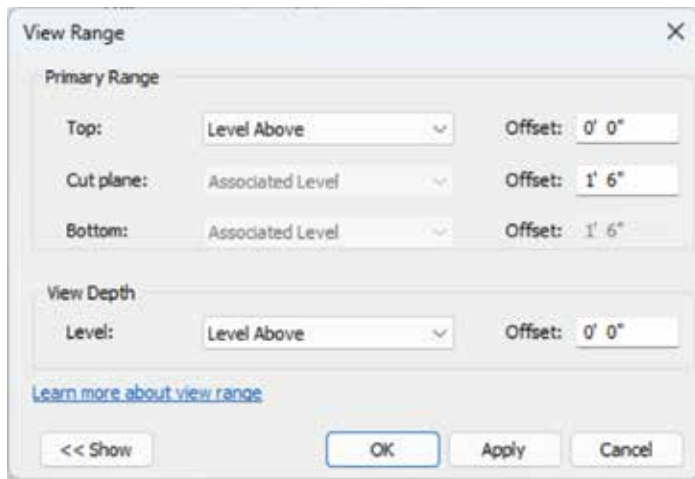 View Range
Primary Range
Top: Level Above Offset: 0' 0"
Cut plane: Associated Level Offset: 1' 6"
Bottom: Associated Level Offset: 1' 6"
View Depth
Level: Level Above Offset: 0' 0"
Learn more about view range
<< Show OK Apply Cancel